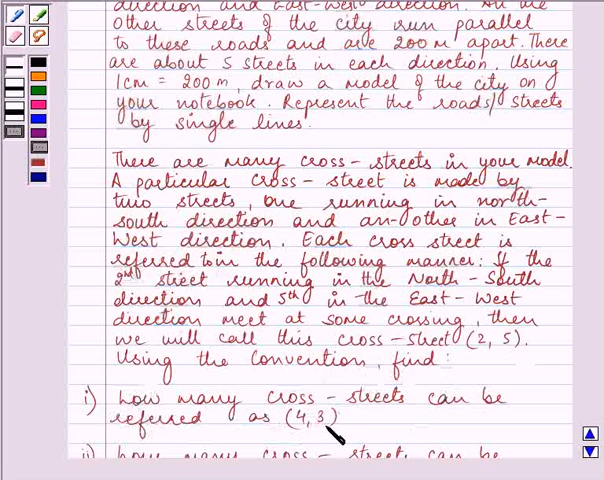 direction and East-West direction. All the
other streets of the city run parallel
to these roads and are 200 m apart. There
are about 5 streets in each direction. Using
1cm = 200 m, draw a model of the city on
your notebook. Represent the roads/streets
by single lines.
There are many cross-streets in your model.
A particular cross-street is made by
two streets, one running in north-
south direction and an-other in East-
West direction. Each cross street is
referred to in the following manner: If the
2nd street running in the North-South
direction and 5th in the East-West
direction meet at some crossing, then
we will call this cross-street (2, 5).
Using the Convention, find:
i) how many cross-streets can be
referred as (4, 3)
ii) how many cross-streets can be